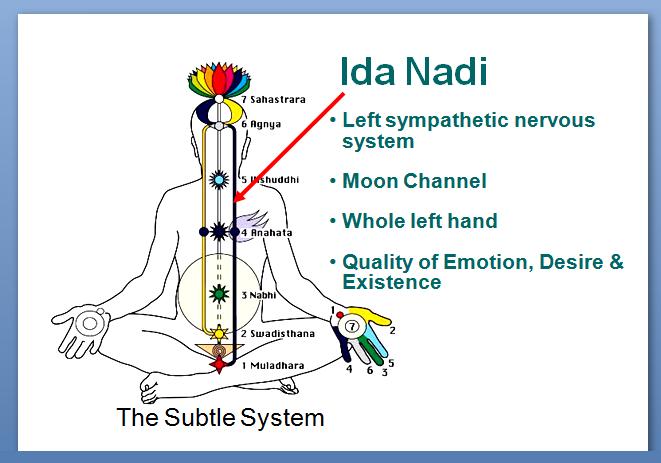 Ida Nadi
• Left sympathetic nervous
system
• Moon Channel
• Whole left hand
• Quality of Emotion, Desire &
Existence
7 Sahastrara
6 Agnya
5 Vishuddhi
4 Anahata
3 Nabhi
2 Swadisthana
1 Muladhara
1
7
2
5
3
6
4
The Subtle System